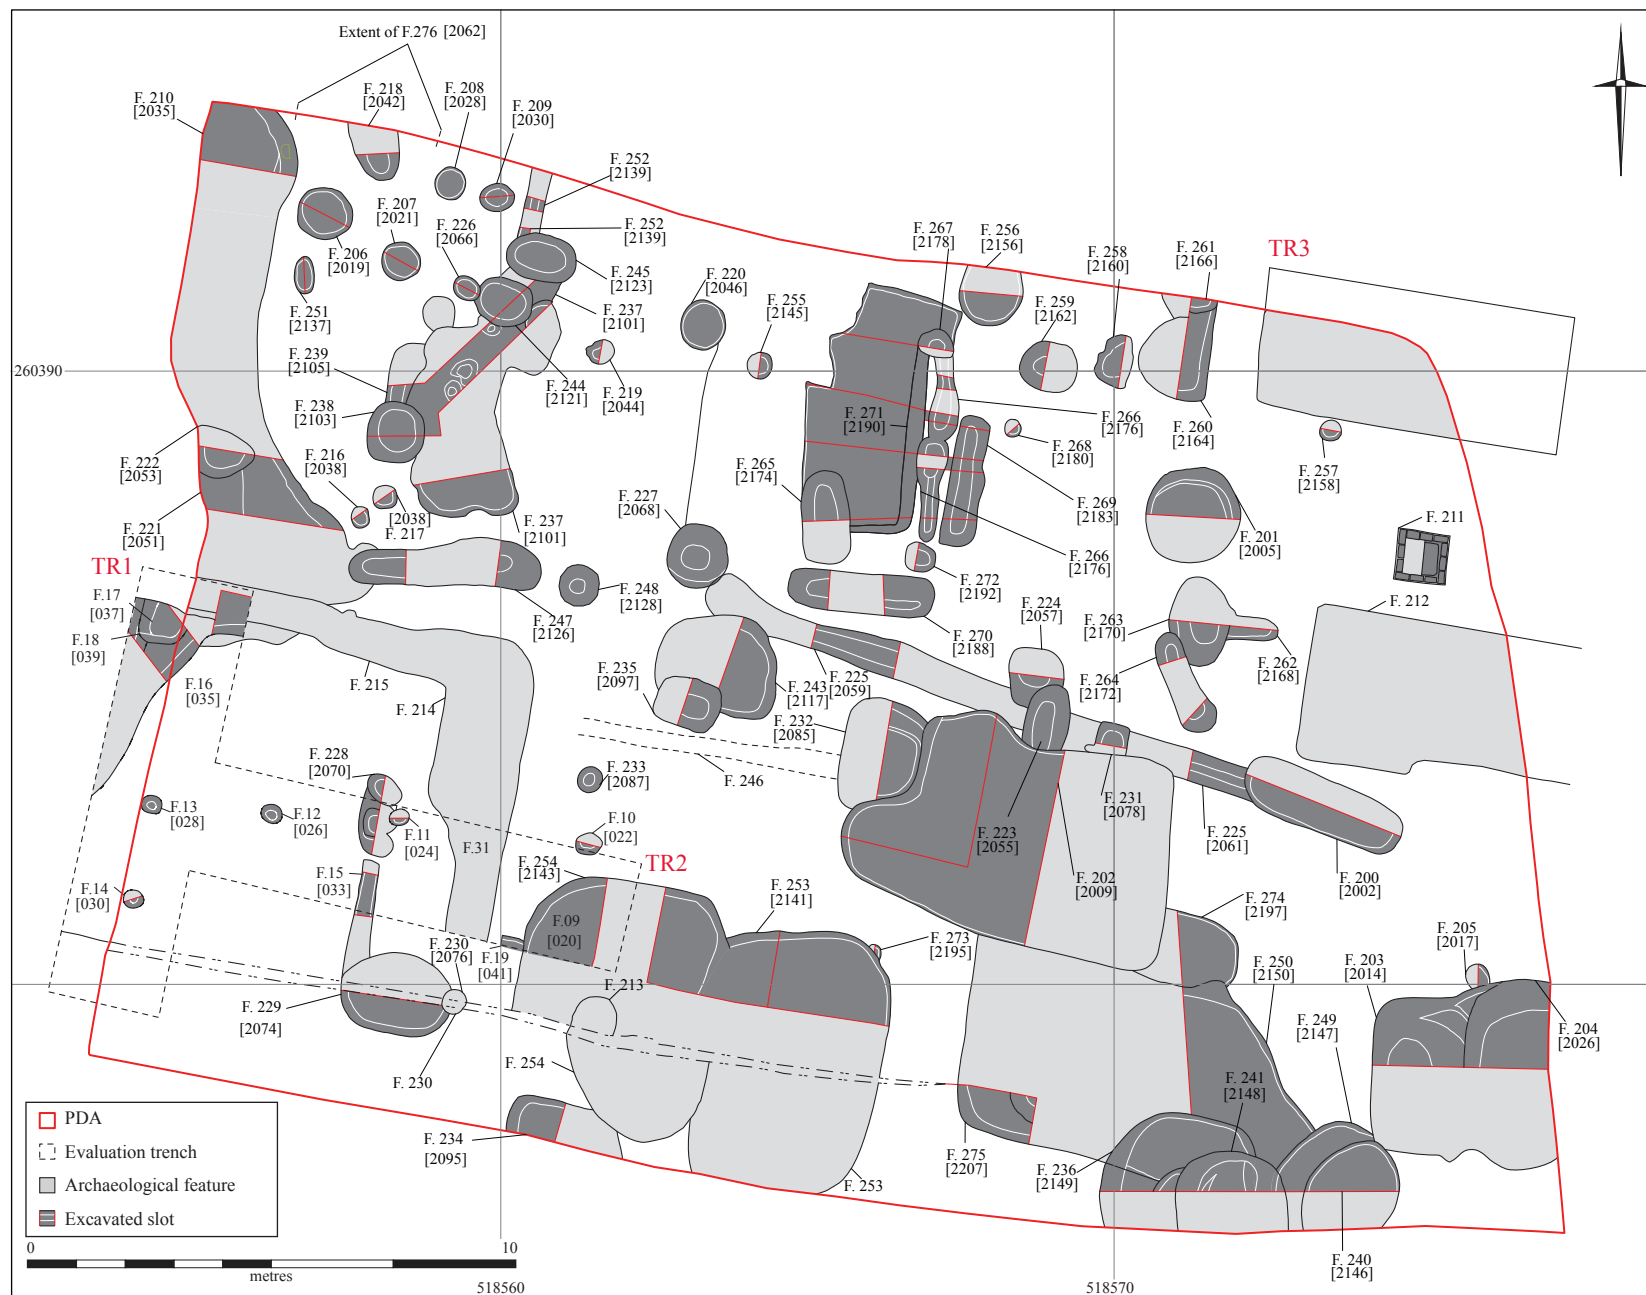 Extent of F.276 [2062]
F. 210
[2035]
F. 218
[2042]
F. 208
[2028]
F. 209
[2030]
F. 252
[2139]
F. 207
[2021]
F. 226
[2066]
F. 252
[2139]
F. 206
[2019]
F. 245
[2123]
F. 251
[2137]
F. 237
[2101]
F. 220
[2046]
F. 255
[2145]
F. 267
[2178]
F. 256
[2156]
F. 258
[2160]
F. 261
[2166]
TR3
F. 259
[2162]
260390
F. 239
[2105]
F. 244
[2121]
F. 219
[2044]
F. 238
[2103]
F. 271
[2190]
F. 266
[2176]
F. 260
[2164]
F. 268
[2180]
F. 257
[2158]
F. 222
[2053]
F. 216
[2038]
F. 265
[2174]
F. 269
[2183]
F. 221
[2051]
[2038]
F. 217
F. 237
[2101]
F. 227
[2068]
F. 201
[2005]
F. 211
TR1
F. 266
[2176]
F.17
[037]
F. 247
[2126]
F. 248
[2128]
F. 272
[2192]
F. 224
[2057]
F. 212
F.18
[039]
F. 270
[2188]
F. 263
[2170]
F. 262
[2168]
F.16
[035]
F. 215
F. 214
F. 235
[2097]
F. 243
[2117]
F. 225
[2059]
F. 264
[2172]
F. 232
[2085]
F. 228
[2070]
F. 233
[2087]
F. 246
F. 231
[2078]
F.13
[028]
F.12
[026]
F.11
[024]
F.10
[022]
F. 223
[2055]
F. 225
[2061]
F.31
F. 254
[2143]
TR2
F. 202
[2009]
F. 200
[2002]
F.15
[033]
F. 253
[2141]
F.14
[030]
F.09
[020]
F. 274
[2197]
F. 205
[2017]
F. 230
[2076]
F.19
[041]
F. 273
[2195]
F. 250
[2150]
F. 203
[2014]
F. 229
[2074]
F. 213
F. 249
[2147]
F. 204
[2026]
F. 254
F. 230
F. 241
[2148]
F. 234
[2095]
F. 275
[2207]
F. 236
[2149]
F. 253
F. 240
[2146]
PDA
Evaluation trench
Archaeological feature
Excavated slot
0 10
metres
518560
518570